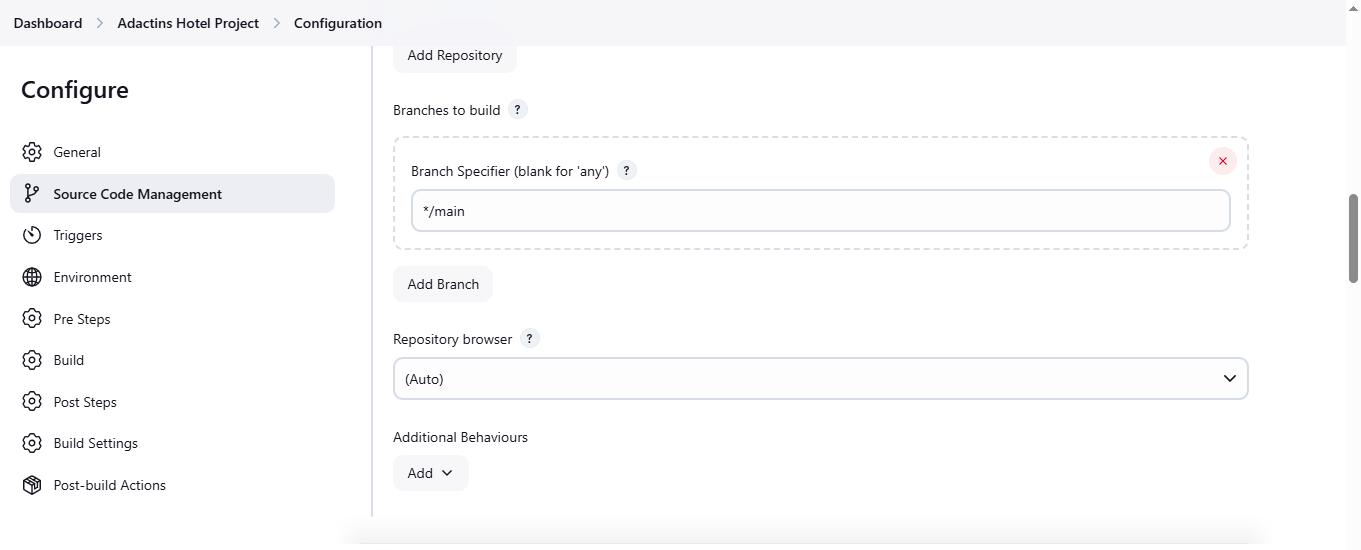 Dashboard > Adactins Hotel Project > Configuration
Configure
General
Source Code Management
Triggers
Environment
Pre Steps
Build
Post Steps
Build Settings
Post-build Actions
Add Repository
Branches to build ?
Branch Specifier (blank for 'any') ?
*/main
Add Branch
Repository browser ?
(Auto)
Additional Behaviours
Add